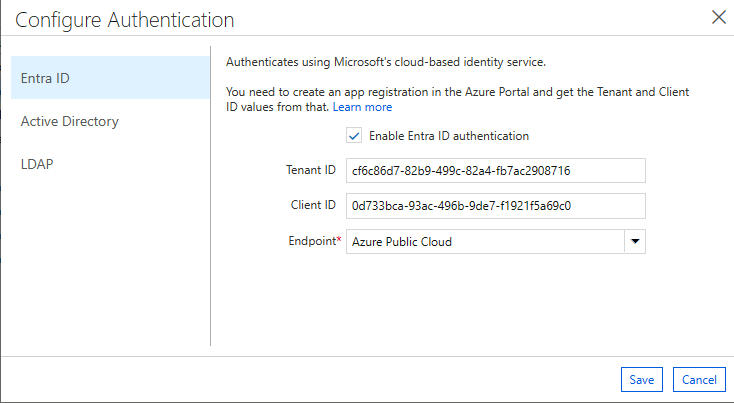 Configure Authentication
Entra ID
Active Directory
LDAP
Authenticates using Microsoft's cloud-based identity service.
You need to create an app registration in the Azure Portal and get the Tenant and Client
ID values from that. Learn more
Enable Entra ID authentication
Tenant ID cf6c86d7-82b9-499c-82a4-fb7ac2908716
Client ID 0d733bca-93ac-496b-9de7-f1921f5a69c0
Endpoint* Azure Public Cloud
Save Cancel